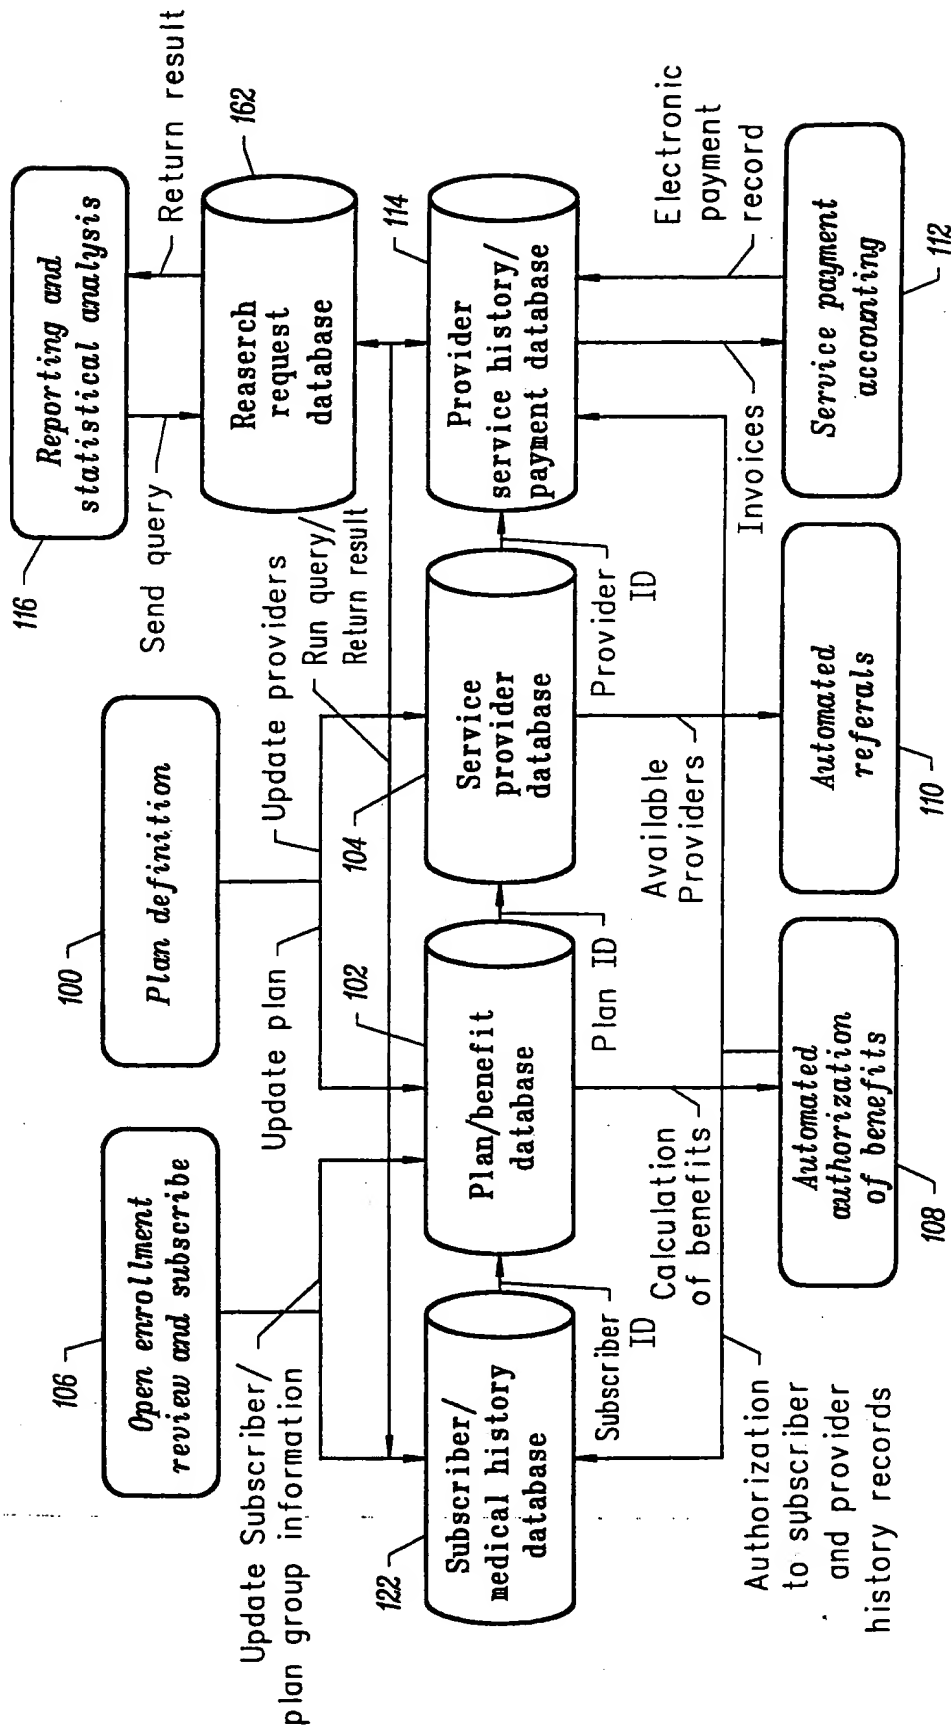 106
Open enrollment
review and subscribe
100
Plan definition
116
Reporting and
statistical analysis
Update Subscriber/
plan group information
Update plan
Update providers
Send query
Return result
Run query/
Return result
Reaserch
request
database
162
122
Subscriber/
medical history
database
102
Plan/benefit
database
104
Service
provider
database
114
Provider
service history/
payment database
Subscriber
ID
Plan ID
Provider
ID
Authorization
to subscriber
and provider
history records
Calculation
of benefits
Available
Providers
Invoices
Electronic
payment
record
Automated
authorization
of benefits
108
Automated
referals
110
Service payment
accounting
112